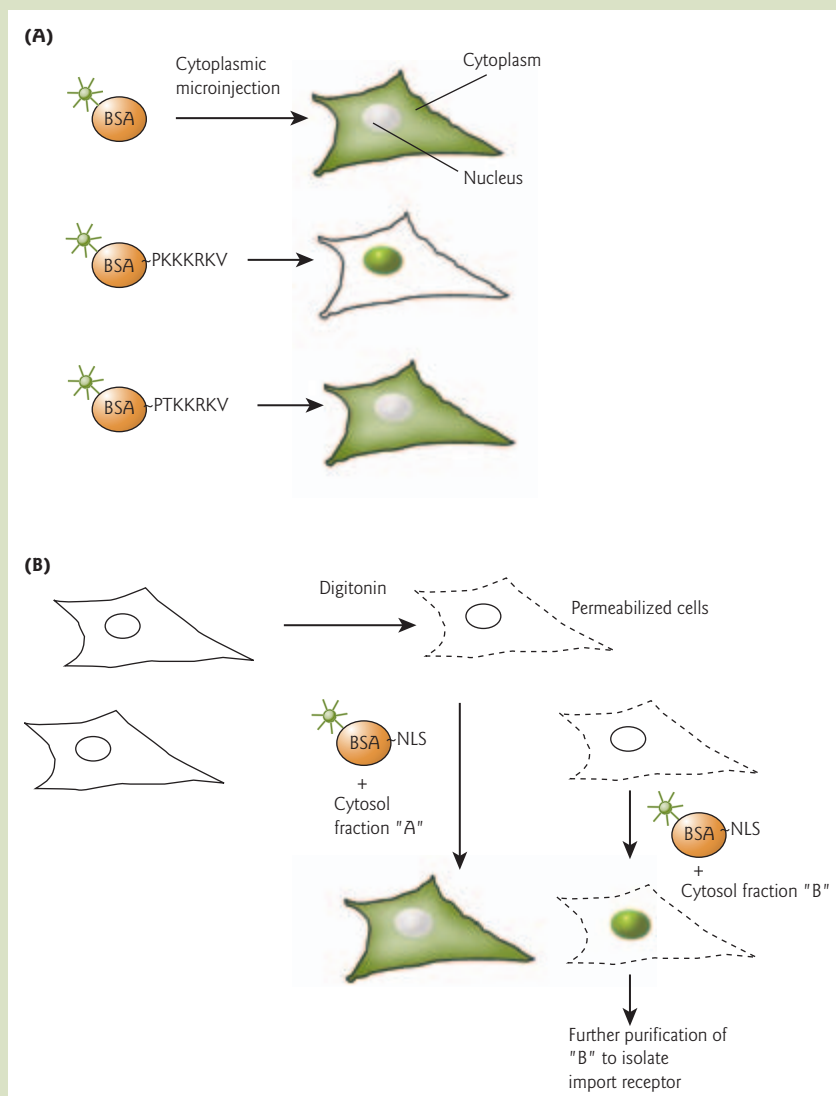 (A)
Cytoplasmic
microinjection
Cytoplasm
BSA
Nucleus
BSA ~PKKKRKV
BSA ~PTKKRKV
(B)
Digitonin
Permeabilized cells
BSA ~NLS
+
Cytosol
fraction "A"
BSA ~NLS
+
Cytosol fraction "B"
Further purification of
"B" to isolate
import receptor